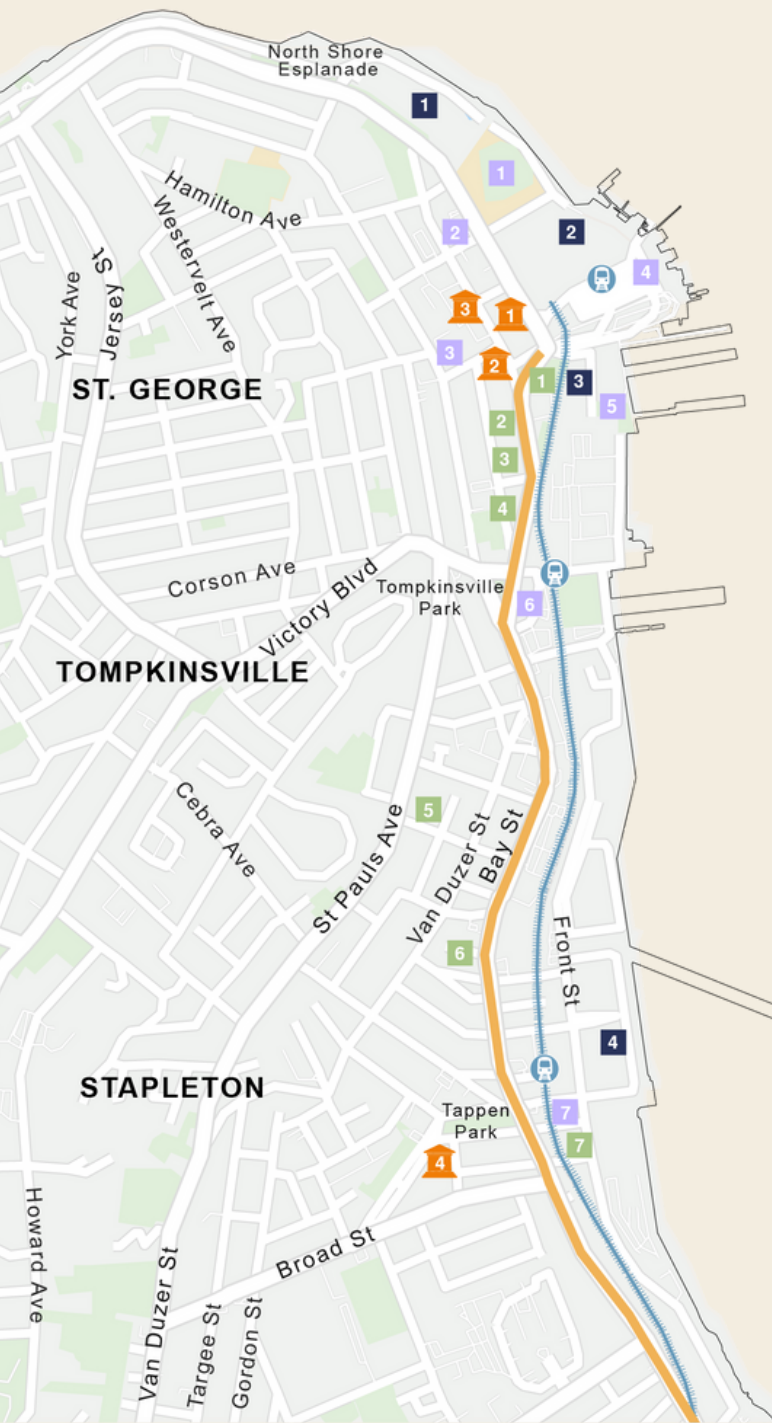 North Shore
Esplanade
1
1
Hamilton Ave
Westervelt Ave
2
2
4
York Ave
Jersey St
3
1
3
2
ST. GEORGE
1
3
5
2
3
4
Corson Ave
Victory Blvd
Tompkinsville
Park
6
TOMPKINSVILLE
Cebra Ave
5
St Pauls Ave
Van Duzer St
Bay St
6
Front St
4
STAPLETON
Tappen
Park
7
7
4
Howard Ave
Broad St
Van Duzer St
Targee St
Gordon St